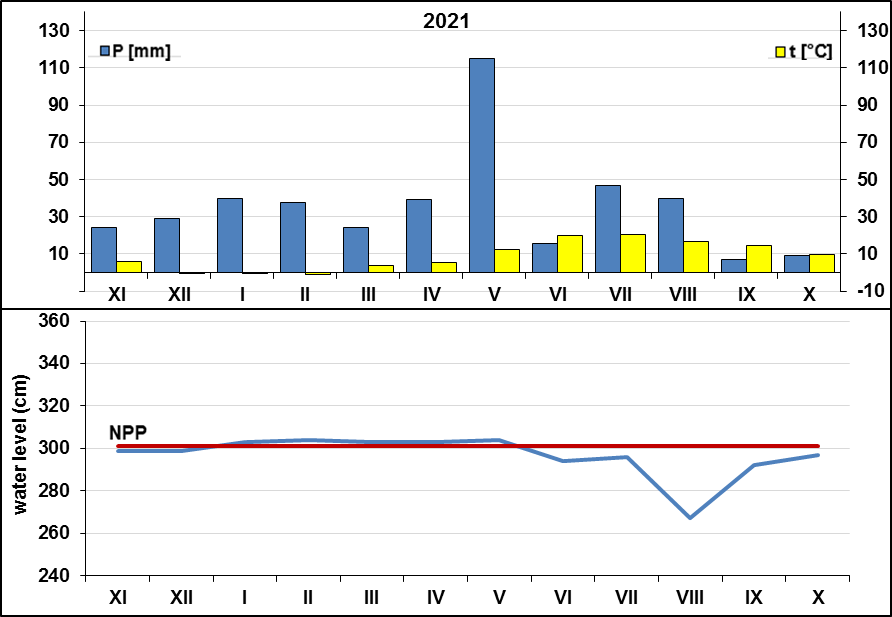 2021
P [mm]
t [°C]
130 130
110 110
90 90
70 70
50 50
30 30
10 10
-10
XI XII I II III IV V VI VII VIII IX X
360
340
320
300
280
260
240
water level (cm)
NPP
XI XII I II III IV V VI VII VIII IX X